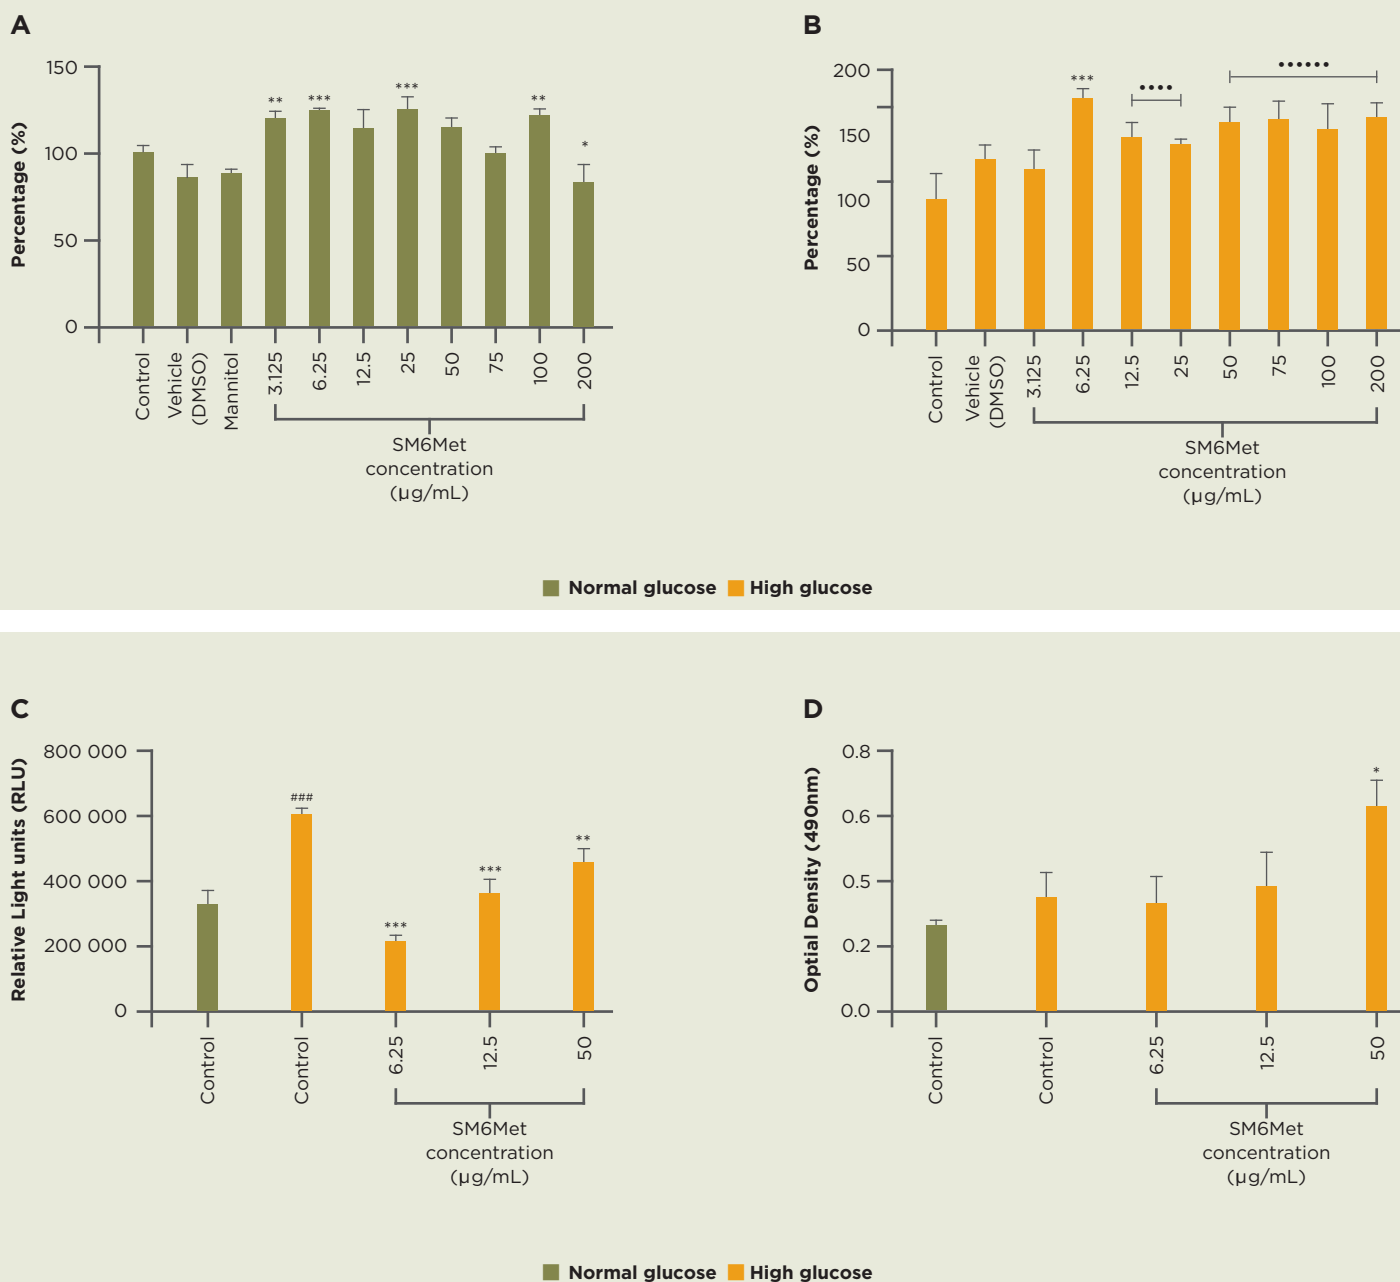 A
Percentage (%)
150
100
50
0
**
***
***
**
*
Control
Vehicle
(DMSO)
Mannitol
3.125
6.25
12.5
25
50
75
100
200
SM6Met
concentration
(µg/mL)
B
Percentage (%)
200
150
100
50
0
***
••••
••••••
Control
Vehicle
(DMSO)
3.125
6.25
12.5
25
50
75
100
200
SM6Met
concentration
(µg/mL)
Normal glucose High glucose
C
Relative Light units (RLU)
800 000
600 000
400 000
200 000
0
###
***
***
**
Control
Control
6.25
12.5
50
SM6Met
concentration
(µg/mL)
D
Optial Density (490nm)
0.8
0.6
0.5
0.2
0.0
*
Control
Control
6.25
12.5
50
SM6Met
concentration
(µg/mL)
Normal glucose High glucose